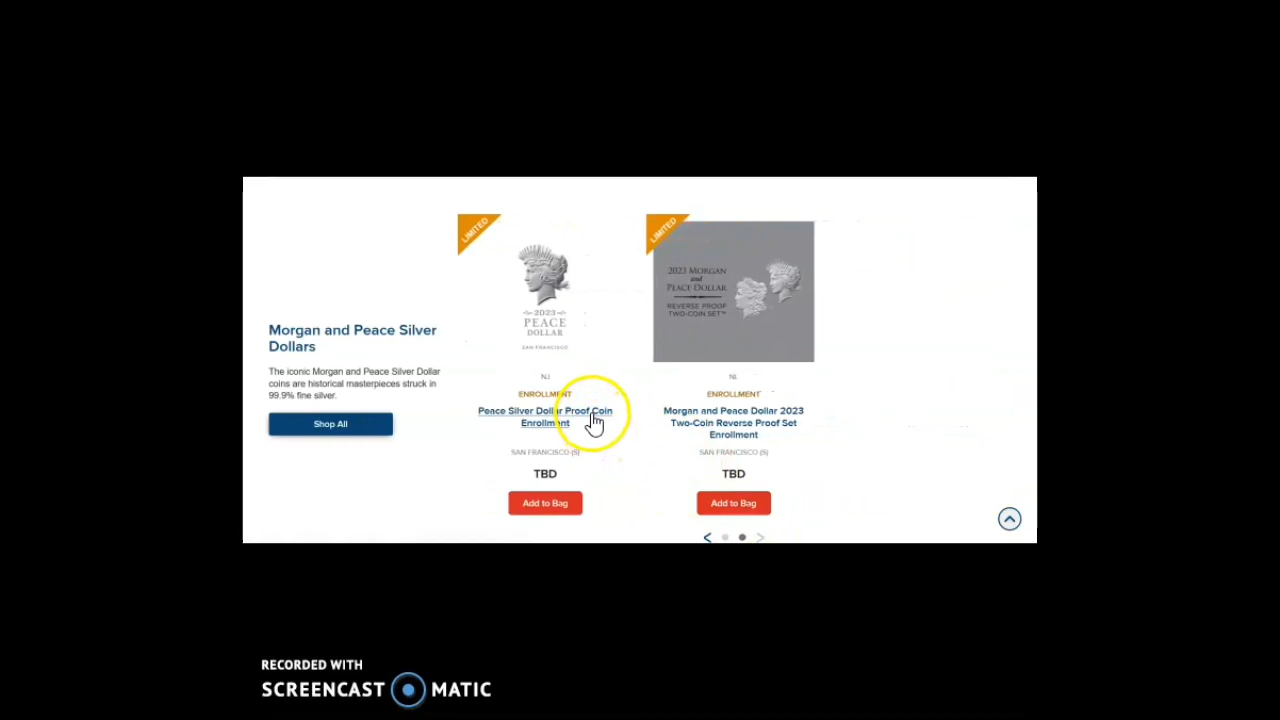 LIMITED
2023
PEACE
DOLLAR
SAN FRANCISCO
LIMITED
2023 MORGAN
and
PEACE DOLLAR
REVERSE PROOF
TWO-COIN SET™
Morgan and Peace Silver
Dollars
The iconic Morgan and Peace Silver Dollar
coins are historical masterpieces struck in
99.9% fine silver.
Shop All
ENROLLMENT
Peace Silver Dollar Proof Coin
Enrollment
SAN FRANCISCO (S)
TBD
Add to Bag
ENROLLMENT
Morgan and Peace Dollar 2023
Two-Coin Reverse Proof Set
Enrollment
SAN FRANCISCO (S)
TBD
Add to Bag
RECORDED WITH
SCREENCAST MATIC